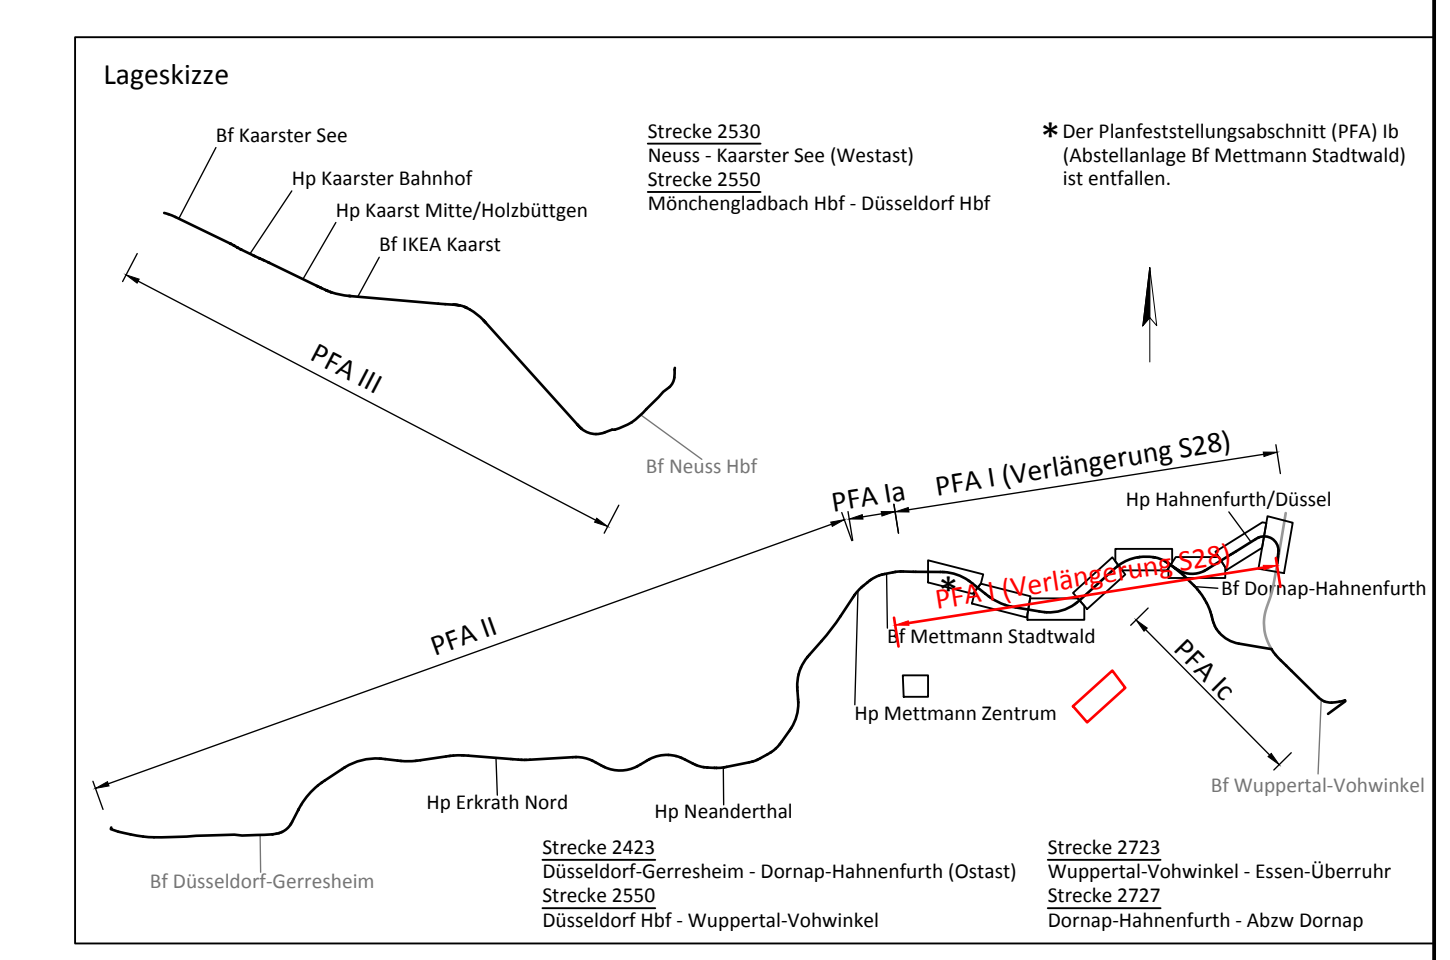 Lageskizze
Bf Kaarster See
Hp Kaarster Bahnhof
Hp Kaarst Mitte/Holzbüttgen
Bf IKEA Kaarst
Strecke 2530
Neuss - Kaarster See (Westast)
Strecke 2550
Mönchengladbach Hbf - Düsseldorf Hbf
* Der Planfeststellungsabschnitt (PFA) Ib
(Abstellanlage Bf Mettmann Stadtwald)
ist entfallen.
PFA III
Bf Neuss Hbf
PFA Ia
PFA I (Verlängerung S28)
Hp Hahnenfurth/Düssel
*
PFA I (Verlängerung S28)
Bf Dornap-Hahnenfurth
PFA II
Bf Mettmann Stadtwald
PFA Ic
Hp Mettmann Zentrum
Bf Wuppertal-Vohwinkel
Hp Erkrath Nord
Hp Neanderthal
Bf Düsseldorf-Gerresheim
Strecke 2423
Düsseldorf-Gerresheim - Dornap-Hahnenfurth (Ostast)
Strecke 2550
Düsseldorf Hbf - Wuppertal-Vohwinkel
Strecke 2723
Wuppertal-Vohwinkel - Essen-Überruhr
Strecke 2727
Dornap-Hahnenfurth - Abzw Dornap